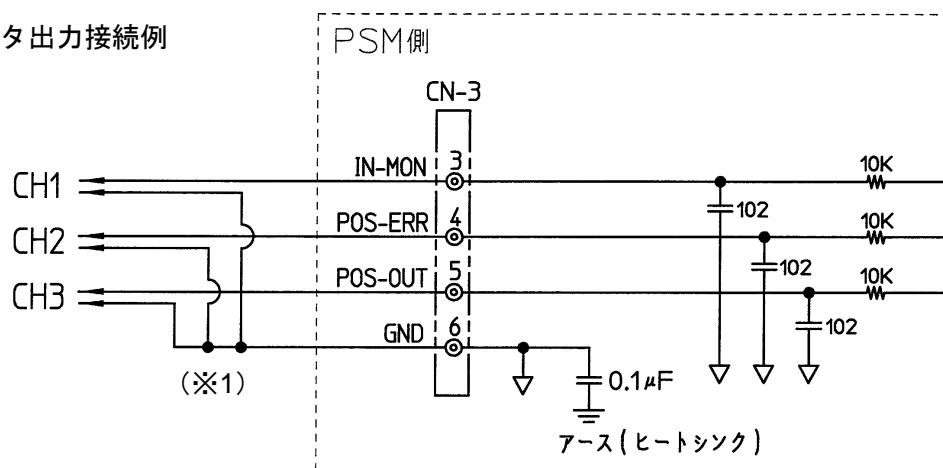 タ出力接続例
PSM側
CN-3
CH1
IN-MON
3
10K
102
CH2
POS-ERR
4
10K
102
CH3
POS-OUT
5
10K
102
GND
6
(※1)
0.1μF
アース(ヒートシンク)